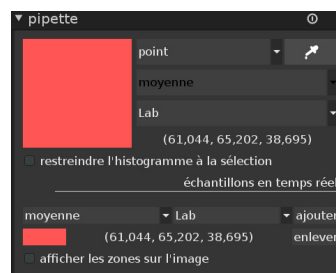 pipette
point
moyenne
Lab
(61,044, 65,202, 38,695)
restreindre l'histogramme à la sélection
échantillons en temps réel
moyenne Lab ajouter
(61,044, 65,202, 38,695) enlever
afficher les zones sur l'image